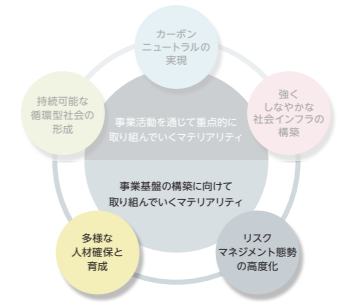 カーボン
ニュートラルの
実現
持続可能な
循環型社会の
形成
強く
しなやかな
社会インフラの
構築
事業活動を通じて重点的に
取り組んでいくマテリアリティ
事業基盤の構築に向けて
取り組んでいくマテリアリティ
多様な
人材確保と
育成
リスク
マネジメント態勢
の高度化